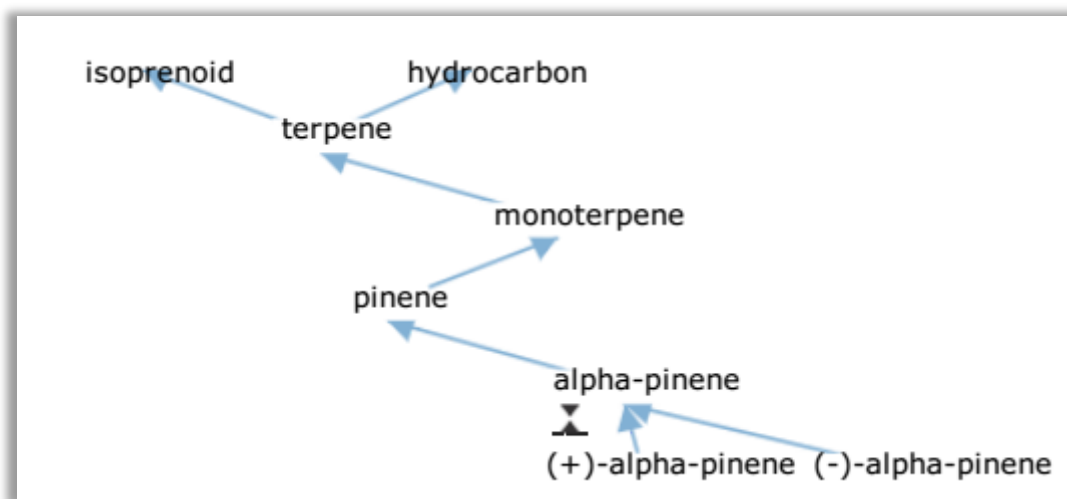 isoprenoid hydrocarbon
terpene
monoterpene
pinene
alpha-pinene
(+)-alpha-pinene (-)-alpha-pinene